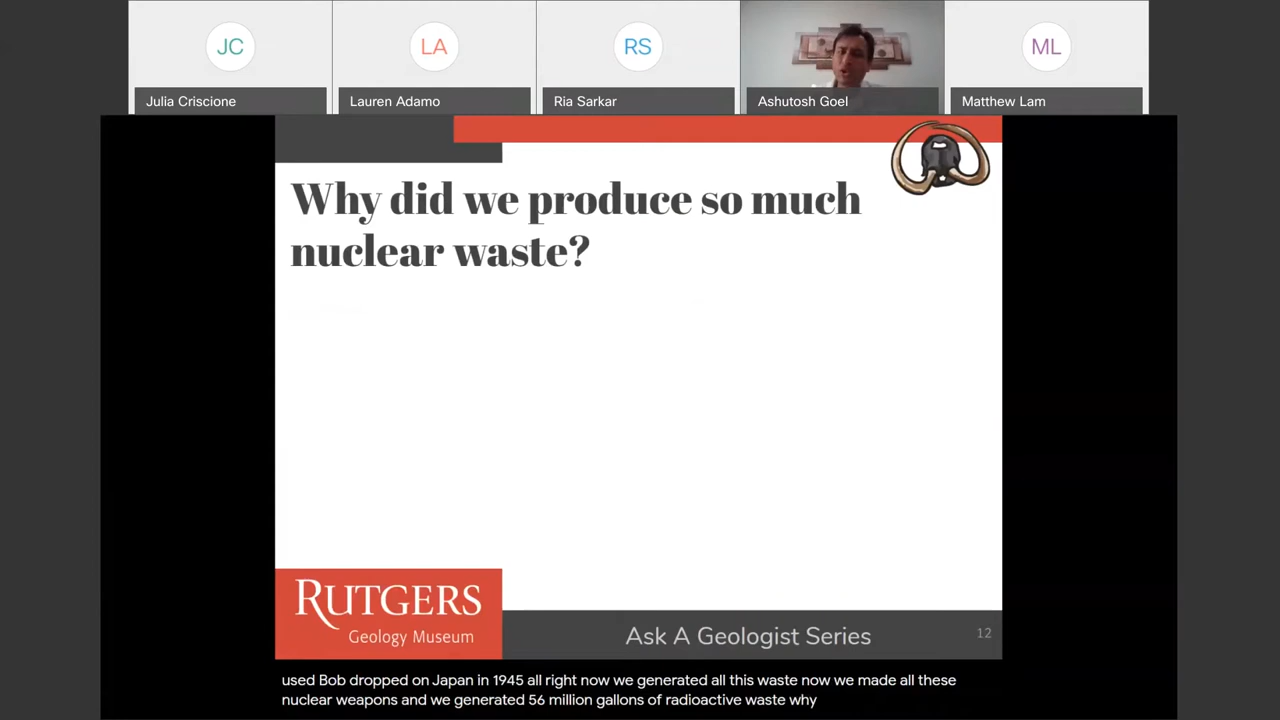 JC
LA
RS
ML
Julia Criscione
Lauren Adamo
Ria Sarkar
Ashutosh Goel
Matthew Lam
Why did we produce so much
nuclear waste?
RUTGERS
Geology Museum
Ask A Geologist Series
12
used Bob dropped on Japan in 1945 all right now we generated all this waste now we made all these
nuclear weapons and we generated 56 million gallons of radioactive waste why